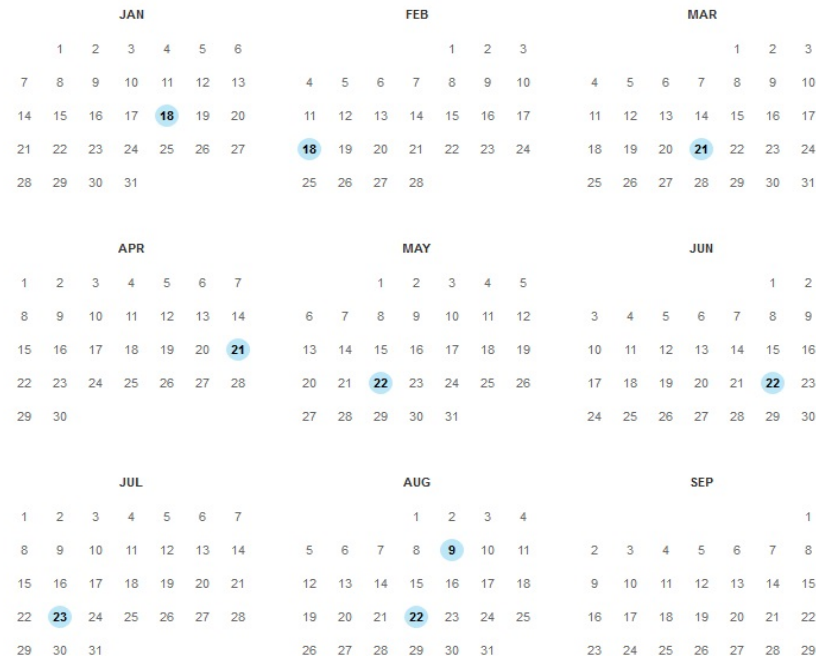 JAN
1 2 3 4 5 6
7 8 9 10 11 12 13
14 15 16 17 18 19 20
21 22 23 24 25 26 27
28 29 30 31
FEB
1 2 3
4 5 6 7 8 9 10
11 12 13 14 15 16 17
18 19 20 21 22 23 24
25 26 27 28
MAR
1 2 3
4 5 6 7 8 9 10
11 12 13 14 15 16 17
18 19 20 21 22 23 24
25 26 27 28 29 30 31
APR
1 2 3 4 5 6 7
8 9 10 11 12 13 14
15 16 17 18 19 20 21
22 23 24 25 26 27 28
29 30
MAY
1 2 3 4 5
6 7 8 9 10 11 12
13 14 15 16 17 18 19
20 21 22 23 24 25 26
27 28 29 30 31
JUN
1 2
3 4 5 6 7 8 9
10 11 12 13 14 15 16
17 18 19 20 21 22 23
24 25 26 27 28 29 30
JUL
1 2 3 4 5 6 7
8 9 10 11 12 13 14
15 16 17 18 19 20 21
22 23 24 25 26 27 28
29 30 31
AUG
1 2 3 4
5 6 7 8 9 10 11
12 13 14 15 16 17 18
19 20 21 22 23 24 25
26 27 28 29 30 31
SEP
1
2 3 4 5 6 7 8
9 10 11 12 13 14 15
16 17 18 19 20 21 22
23 24 25 26 27 28 29